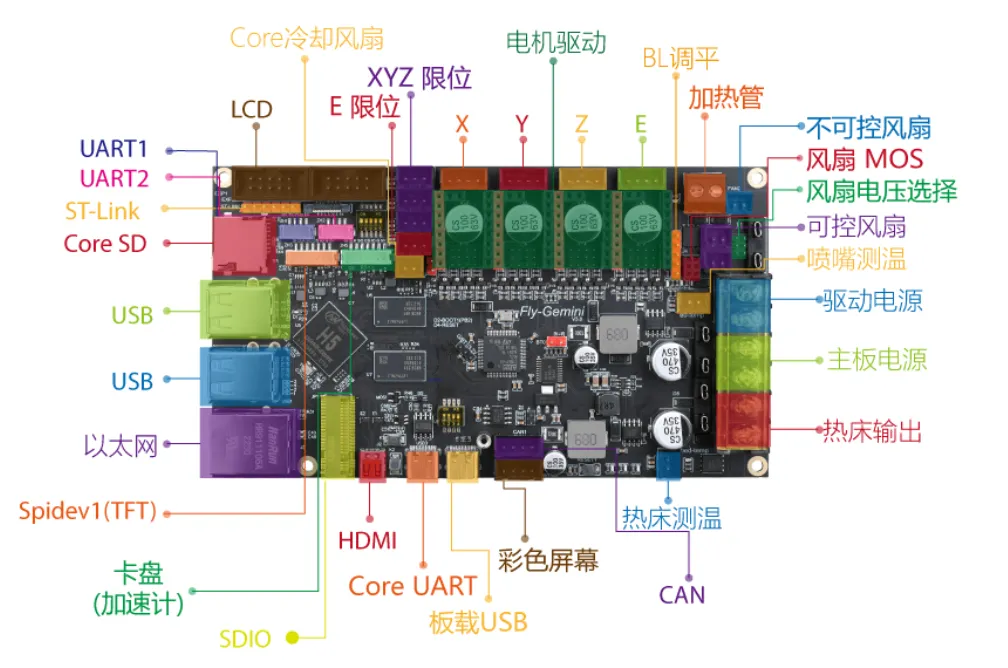 Core冷却风扇
电机驱动
BL调平
XYZ 限位
E 限位
加热管
LCD
X
Y
Z
E
不可控风扇
UART1
风扇 MOS
UART2
风扇电压选择
ST-Link
可控风扇
Core SD
喷嘴测温
USB
驱动电源
Fly-Gemini
H5
主板电源
USB
以太网
热床输出
Spidev1(TFT)
热床测温
HDMI
彩色屏幕
卡盘
(加速计)
Core UART
CAN
板载USB
SDIO